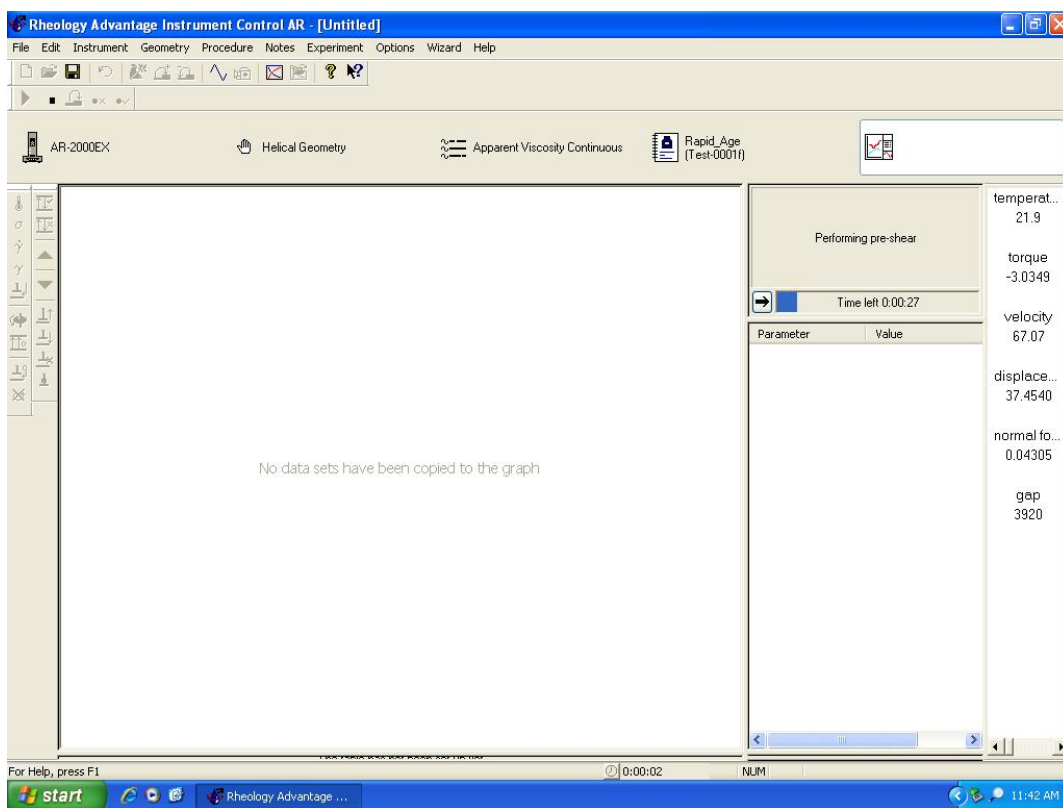 Rheology Advantage Instrument Control AR - [Untitled]
File Edit Instrument Geometry Procedure Notes Experiment Options Wizard Help
AR-2000EX
Helical Geometry
Apparent Viscosity Continuous
Rapid_Age
(Test-0001f)
No data sets have been copied to the graph
Performing pre-shear
Time left 0:00:27
Parameter Value
temperat...
21.9
torque
-3.0349
velocity
67.07
displace...
37.4540
normal fo...
0.04305
gap
3920
For Help, press F1 0:00:02 NUM
start Rheology Advantage ... 11:42 AM